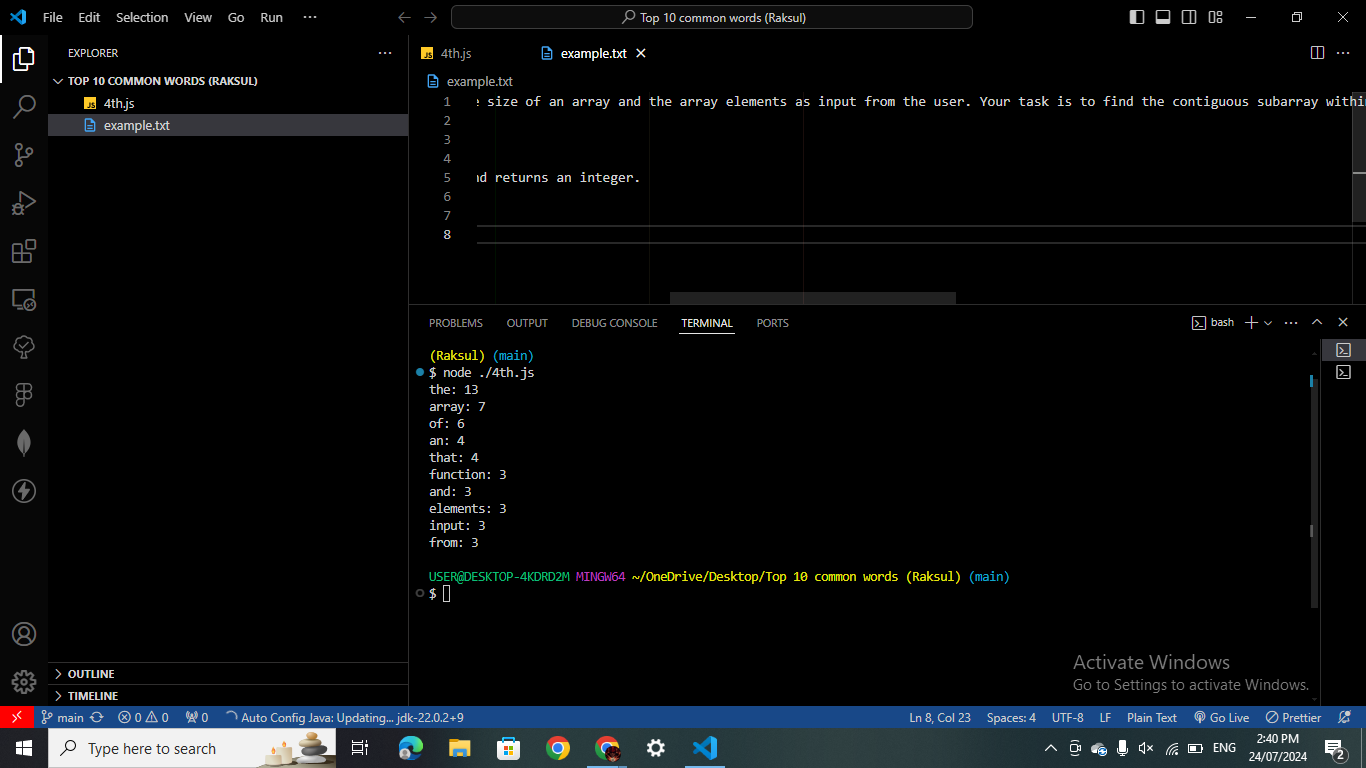 File Edit Selection View Go Run ···
Top 10 common words (Raksul)
EXPLORER
TOP 10 COMMON WORDS (RAKSUL)
JS 4th.js
example.txt
OUTLINE
TIMELINE
JS 4th.js example.txt
example.txt
1 size of an array and the array elements as input from the user. Your task is to find the contiguous subarray withi
2
3
4
5 nd returns an integer.
6
7
8
PROBLEMS OUTPUT DEBUG CONSOLE TERMINAL PORTS
bash
(Raksul) (main)
$ node ./4th.js
the: 13
array: 7
of: 6
an: 4
that: 4
function: 3
and: 3
elements: 3
input: 3
from: 3
USER@DESKTOP-4KDRD2M MINGW64 ~/OneDrive/Desktop/Top 10 common words (Raksul) (main)
$
Activate Windows
Go to Settings to activate Windows.
main 0 0 0 Auto Config Java: Updating... jdk-22.0.2+9 Ln 8, Col 23 Spaces: 4 UTF-8 LF Plain Text Go Live Prettier
Type here to search
ENG
2:40 PM
24/07/2024
2